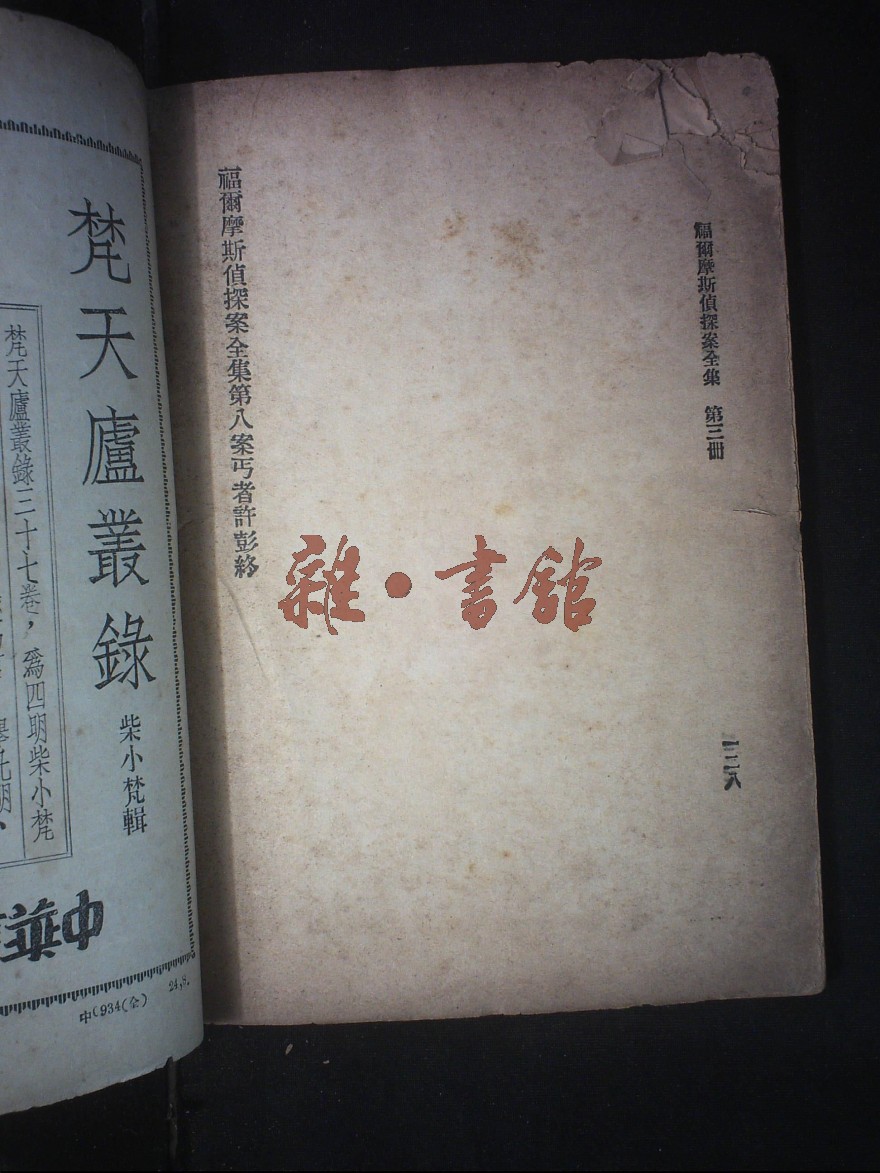 福爾摩斯偵探案全集 第三冊
一二八
福爾摩斯偵探案全集第八案丐者許彭終
雜·書館
梵天廬叢錄
柴小梵輯
梵天廬叢錄三十七卷，爲四明柴小梵
中華
中(934(全)
24,8.